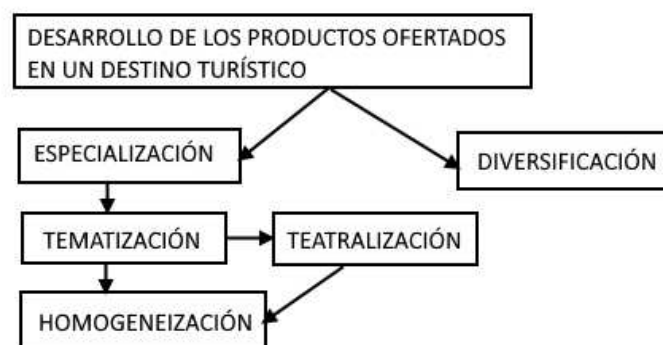 DESARROLLO DE LOS PRODUCTOS OFERTADOS
EN UN DESTINO TURÍSTICO
ESPECIALIZACIÓN
DIVERSIFICACIÓN
TEMATIZACIÓN
TEATRALIZACIÓN
HOMOGENEIZACIÓN